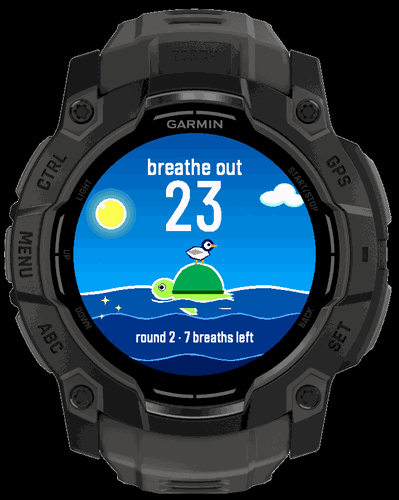 GARMIN
CTRL
LIGHT
GPS
START/STOP
MENU
UP
ABC
DOWN
SET
BACK
breathe out
23
round 2 · 7 breaths left